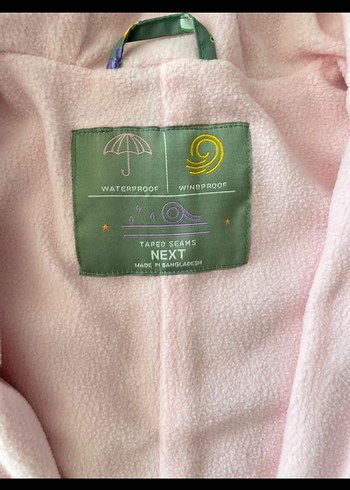 WATERPROOF WINDPROOF
TAPED SEAMS
NEXT
MADE IN BANGLADESH